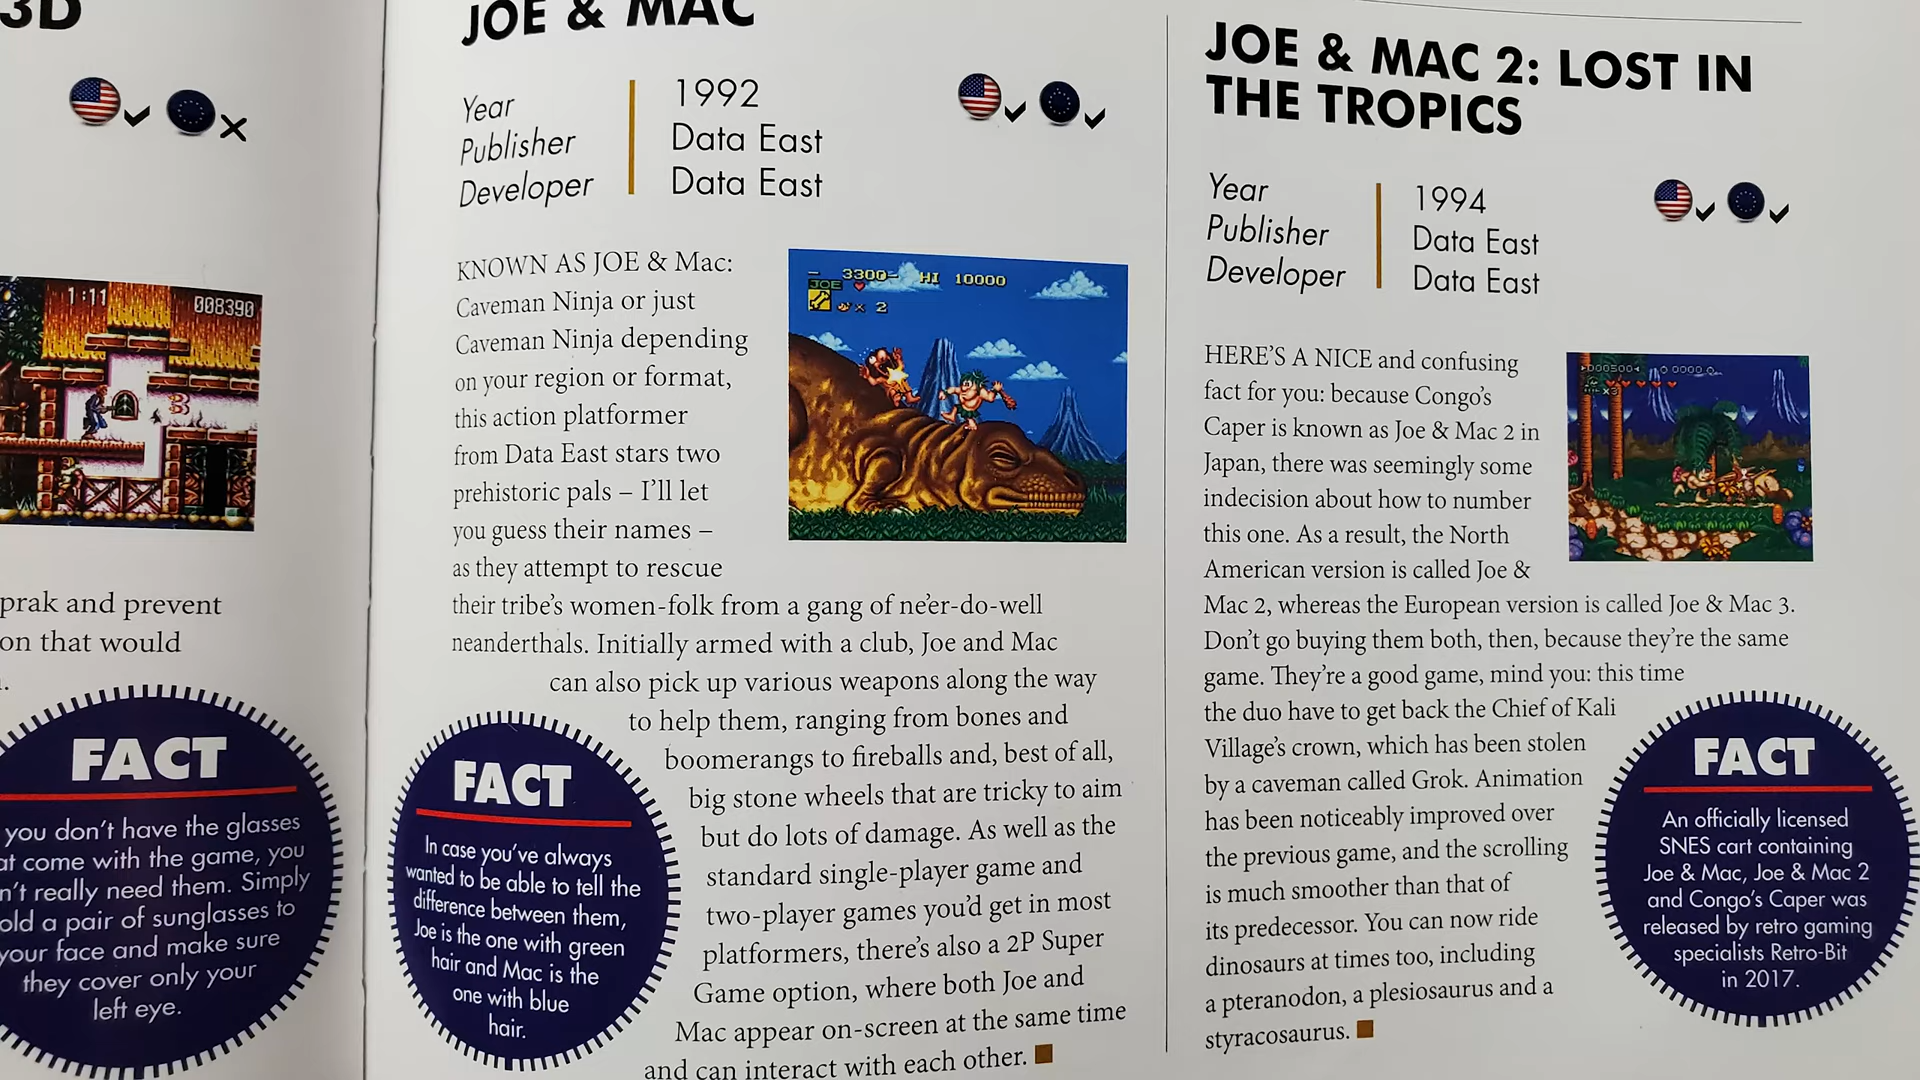 3D
1:11
008390
3
prak and prevent
on that would
FACT
you don't have the glasses
at come with the game, you
n't really need them. Simply
old a pair of sunglasses to
your face and make sure
they cover only your
left eye.
JOE & MAC
Year
1992
Publisher
Data East
Developer
Data East
KNOWN AS JOE & Mac:
Caveman Ninja or just
Caveman Ninja depending
on your region or format,
this action platformer
from Data East stars two
prehistoric pals – I'll let
you guess their names –
as they attempt to rescue
their tribe's women-folk from a gang of ne'er-do-well
neanderthals. Initially armed with a club, Joe and Mac
can also pick up various weapons along the way
to help them, ranging from bones and
boomerangs to fireballs and, best of all,
big stone wheels that are tricky to aim
but do lots of damage. As well as the
standard single-player game and
two-player games you'd get in most
platformers, there's also a 2P Super
Game option, where both Joe and
Mac appear on-screen at the same time
and can interact with each other.
3300 HI 10000
JOE
x 2
FACT
In case you've always
wanted to be able to tell the
difference between them,
Joe is the one with green
hair and Mac is the
one with blue
hair.
JOE & MAC 2: LOST IN
THE TROPICS
Year
1994
Publisher
Data East
Developer
Data East
HERE'S A NICE and confusing
fact for you: because Congo's
Caper is known as Joe & Mac 2 in
Japan, there was seemingly some
indecision about how to number
this one. As a result, the North
American version is called Joe &
Mac 2, whereas the European version is called Joe & Mac 3.
Don't go buying them both, then, because they're the same
game. They're a good game, mind you: this time
the duo have to get back the Chief of Kali
Village's crown, which has been stolen
by a caveman called Grok. Animation
has been noticeably improved over
the previous game, and the scrolling
is much smoother than that of
its predecessor. You can now ride
dinosaurs at times too, including
a pteranodon, a plesiosaurus and a
styracosaurus.
FACT
An officially licensed
SNES cart containing
Joe & Mac, Joe & Mac 2
and Congo's Caper was
released by retro gaming
specialists Retro-Bit
in 2017.